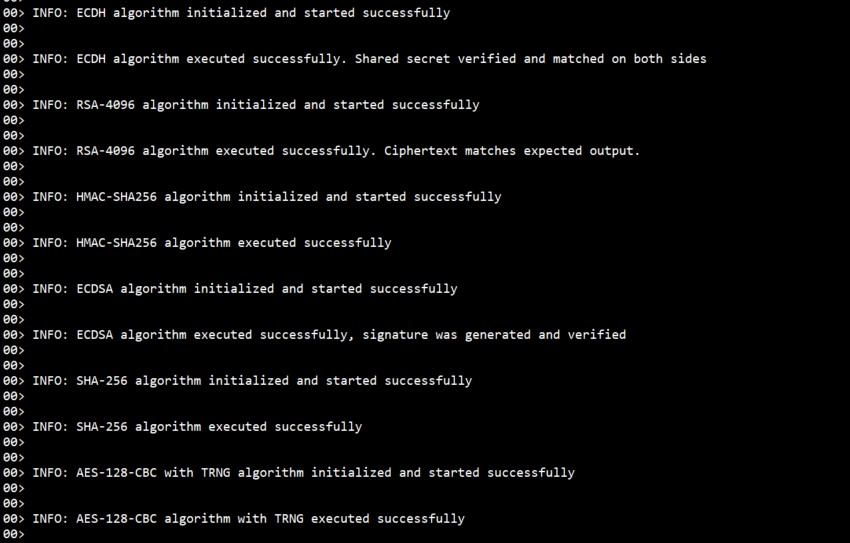 00>
00> INFO: ECDH algorithm initialized and started successfully
00>
00>
00> INFO: ECDH algorithm executed successfully. Shared secret verified and matched on both sides
00>
00>
00> INFO: RSA-4096 algorithm initialized and started successfully
00>
00>
00> INFO: RSA-4096 algorithm executed successfully. Ciphertext matches expected output.
00>
00>
00> INFO: HMAC-SHA256 algorithm initialized and started successfully
00>
00>
00> INFO: HMAC-SHA256 algorithm executed successfully
00>
00>
00> INFO: ECDSA algorithm initialized and started successfully
00>
00>
00> INFO: ECDSA algorithm executed successfully, signature was generated and verified
00>
00>
00> INFO: SHA-256 algorithm initialized and started successfully
00>
00>
00> INFO: SHA-256 algorithm executed successfully
00>
00>
00> INFO: AES-128-CBC with TRNG algorithm initialized and started successfully
00>
00>
00> INFO: AES-128-CBC algorithm with TRNG executed successfully
00>